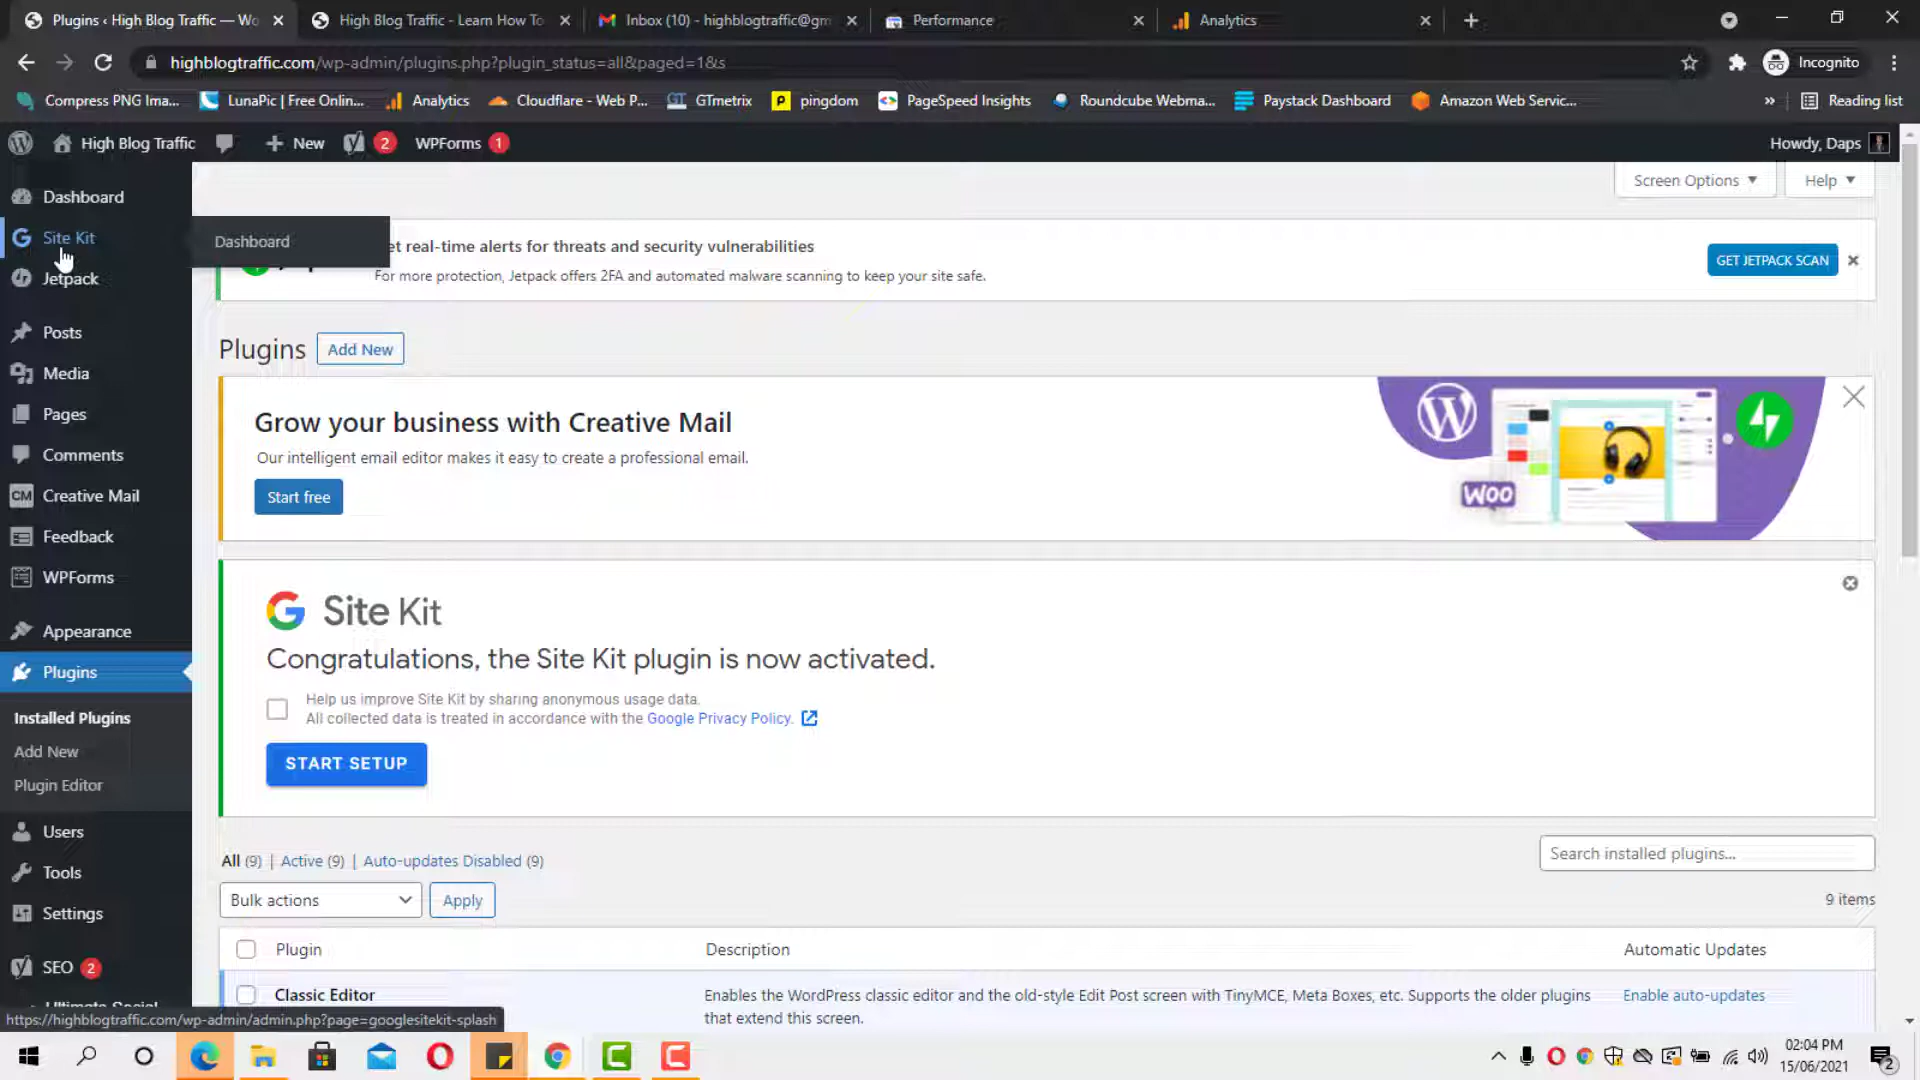 Plugins ‹ High Blog Traffic — Wo
High Blog Traffic - Learn How To
Inbox (10) - highblogtraffic@gm
Performance
Analytics
highblogtraffic.com/wp-admin/plugins.php?plugin_status=all&paged=1&s
Incognito
Compress PNG Ima...
LunaPic | Free Onlin...
Analytics
Cloudflare - Web P...
GTmetrix
pingdom
PageSpeed Insights
Roundcube Webma...
Paystack Dashboard
Amazon Web Servic...
»
Reading list
High Blog Traffic
New
2
WPForms 1
Howdy, Daps
Dashboard
Site Kit
Jetpack
Posts
Media
Pages
Comments
CM Creative Mail
Feedback
WPForms
Appearance
Plugins
Installed Plugins
Add New
Plugin Editor
Users
Tools
Settings
SEO 2
Dashboard
Screen Options
Help
et real-time alerts for threats and security vulnerabilities
For more protection, Jetpack offers 2FA and automated malware scanning to keep your site safe.
GET JETPACK SCAN
Plugins
Add New
Grow your business with Creative Mail
Our intelligent email editor makes it easy to create a professional email.
Start free
WOO
Site Kit
Congratulations, the Site Kit plugin is now activated.
Help us improve Site Kit by sharing anonymous usage data.
All collected data is treated in accordance with the Google Privacy Policy.
START SETUP
All (9) | Active (9) | Auto-updates Disabled (9)
Search installed plugins...
Bulk actions
Apply
9 items
Plugin
Description
Automatic Updates
Classic Editor
Enables the WordPress classic editor and the old-style Edit Post screen with TinyMCE, Meta Boxes, etc. Supports the older plugins
that extend this screen.
Enable auto-updates
https://highblogtraffic.com/wp-admin/admin.php?page=googlesitekit-splash
02:04 PM
15/06/2021
2